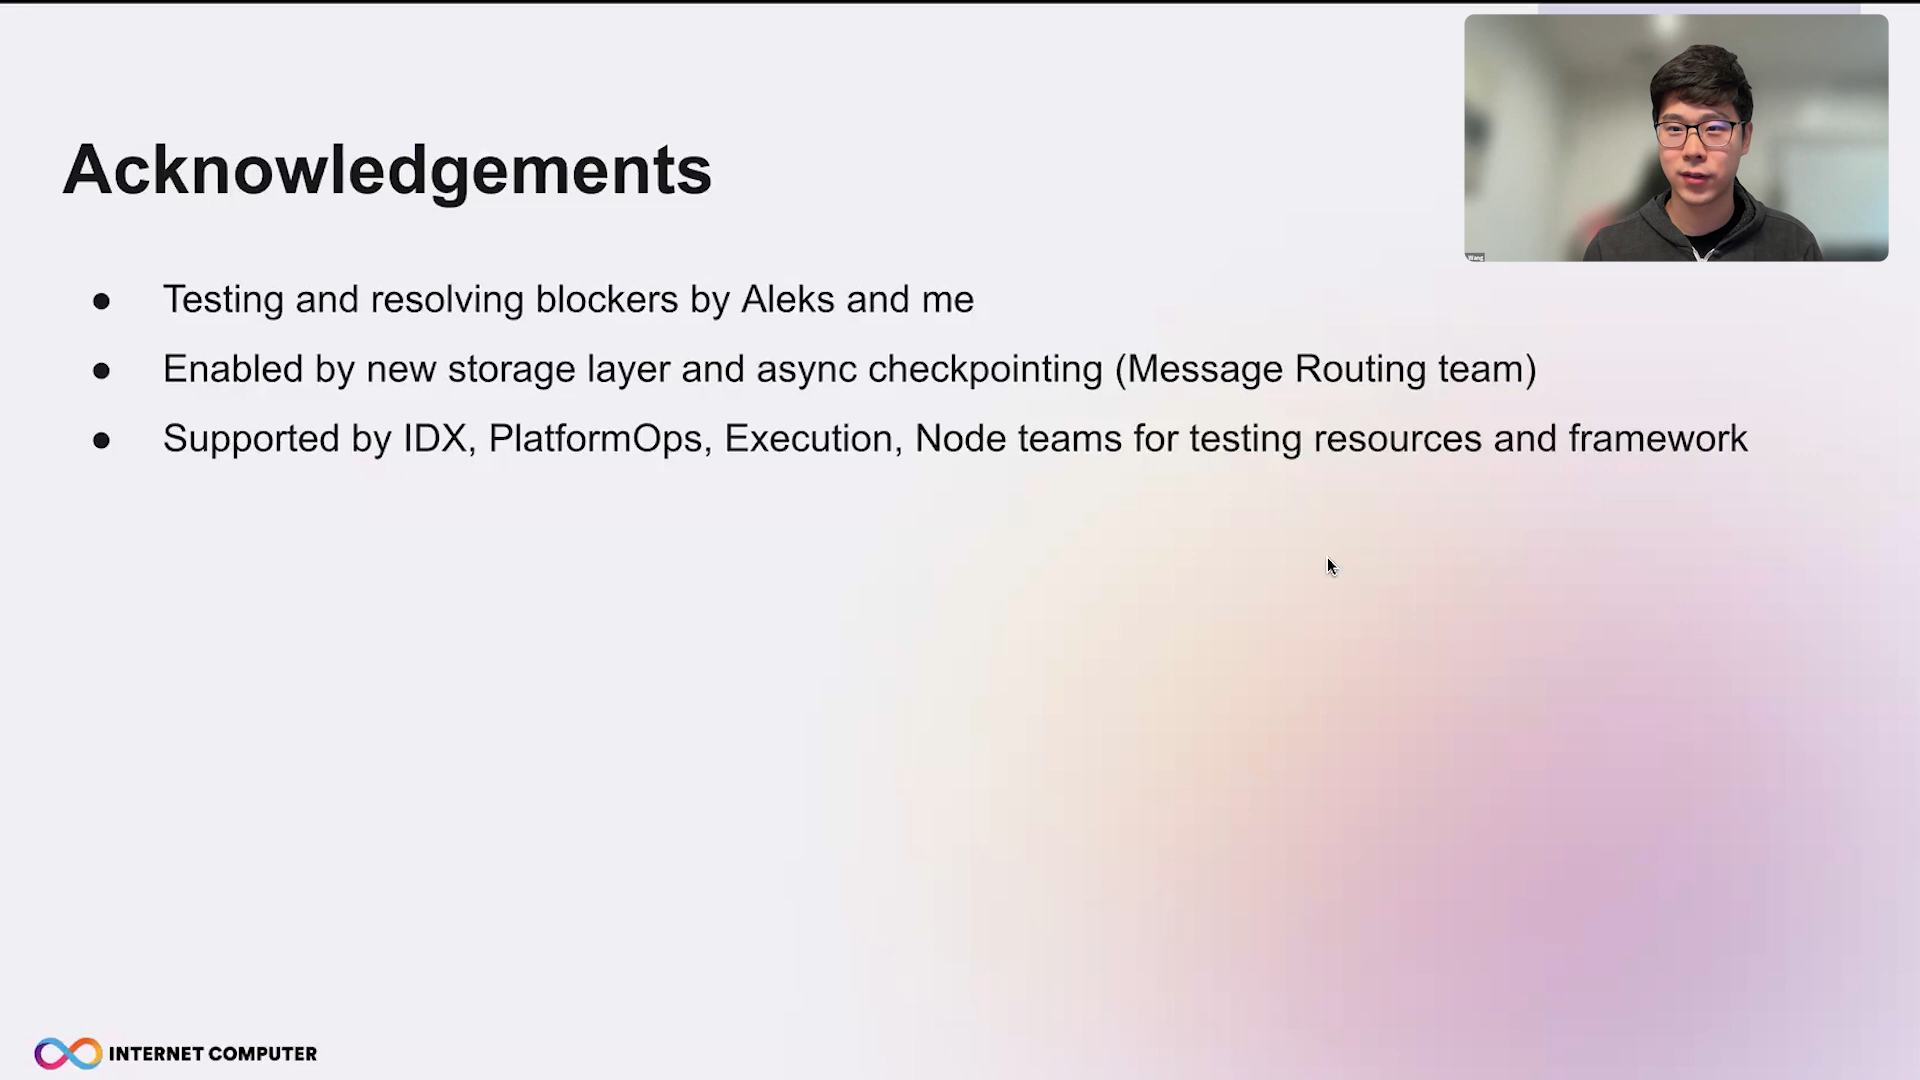 Acknowledgements
Wang
● Testing and resolving blockers by Aleks and me
● Enabled by new storage layer and async checkpointing (Message Routing team)
● Supported by IDX, PlatformOps, Execution, Node teams for testing resources and framework
INTERNET COMPUTER